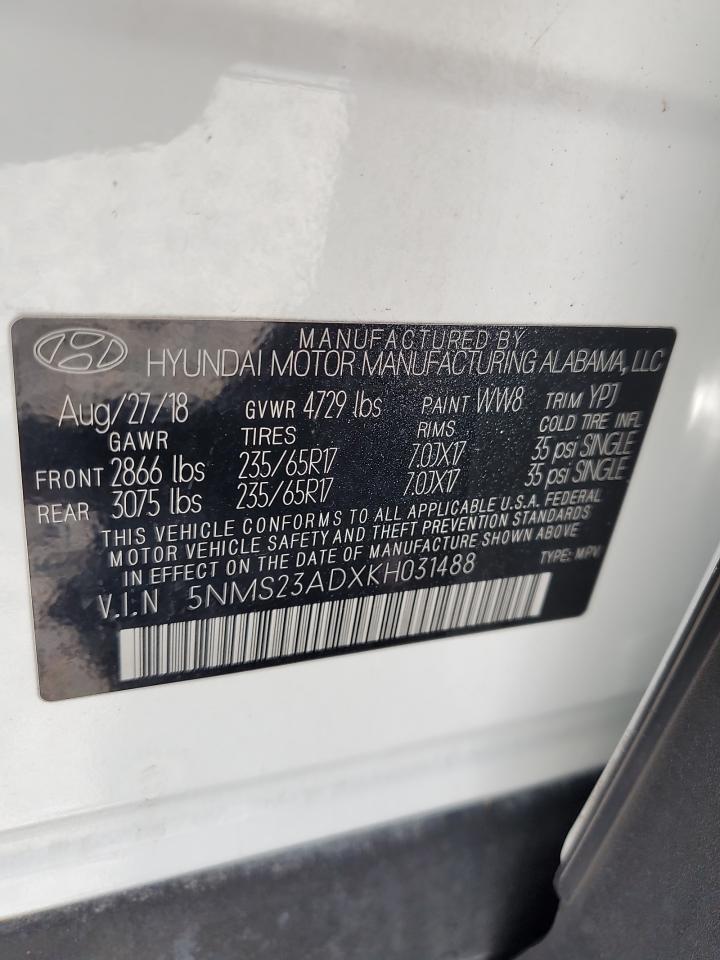 MANUFACTURED BY
HYUNDAI MOTOR MANUFACTURING ALABAMA, LLC
Aug/27/18 GVWR 4729 lbs PAINT WW8 TRIM YPJ
GAWR TIRES RIMS COLD TIRE INFL
FRONT 2866 lbs 235/65R17 7.0JX17 35 psi SINGLE
REAR 3075 lbs 235/65R17 7.0JX17 35 psi SINGLE
THIS VEHICLE CONFORMS TO ALL APPLICABLE U.S.A. FEDERAL
MOTOR VEHICLE SAFETY AND THEFT PREVENTION STANDARDS
IN EFFECT ON THE DATE OF MANUFACTURE SHOWN ABOVE
V.I.N 5NMS23ADXKH031488 TYPE: MPV